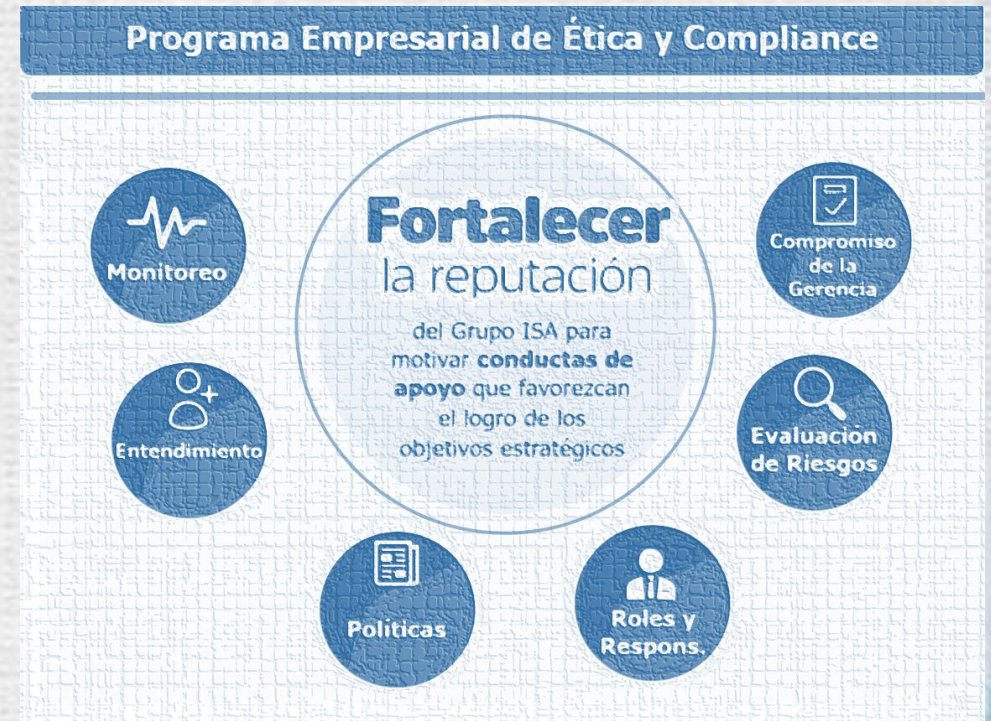 Programa Empresarial de Ética y Compliance
Fortalecer
la reputación
del Grupo ISA para
motivar conductas de
apoyo que favorezcan
el logro de los
objetivos estratégicos
Compromiso
de la
Gerencia
Evaluación
de Riesgos
Roles y
Respons.
Políticas
Entendimiento
Monitoreo